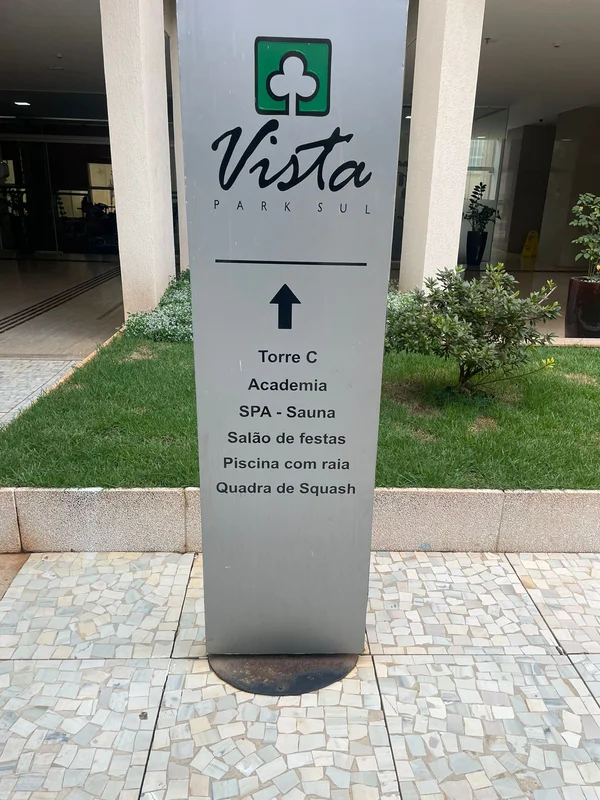 Vista
PARK SUL
Torre C
Academia
SPA - Sauna
Salão de festas
Piscina com raia
Quadra de Squash